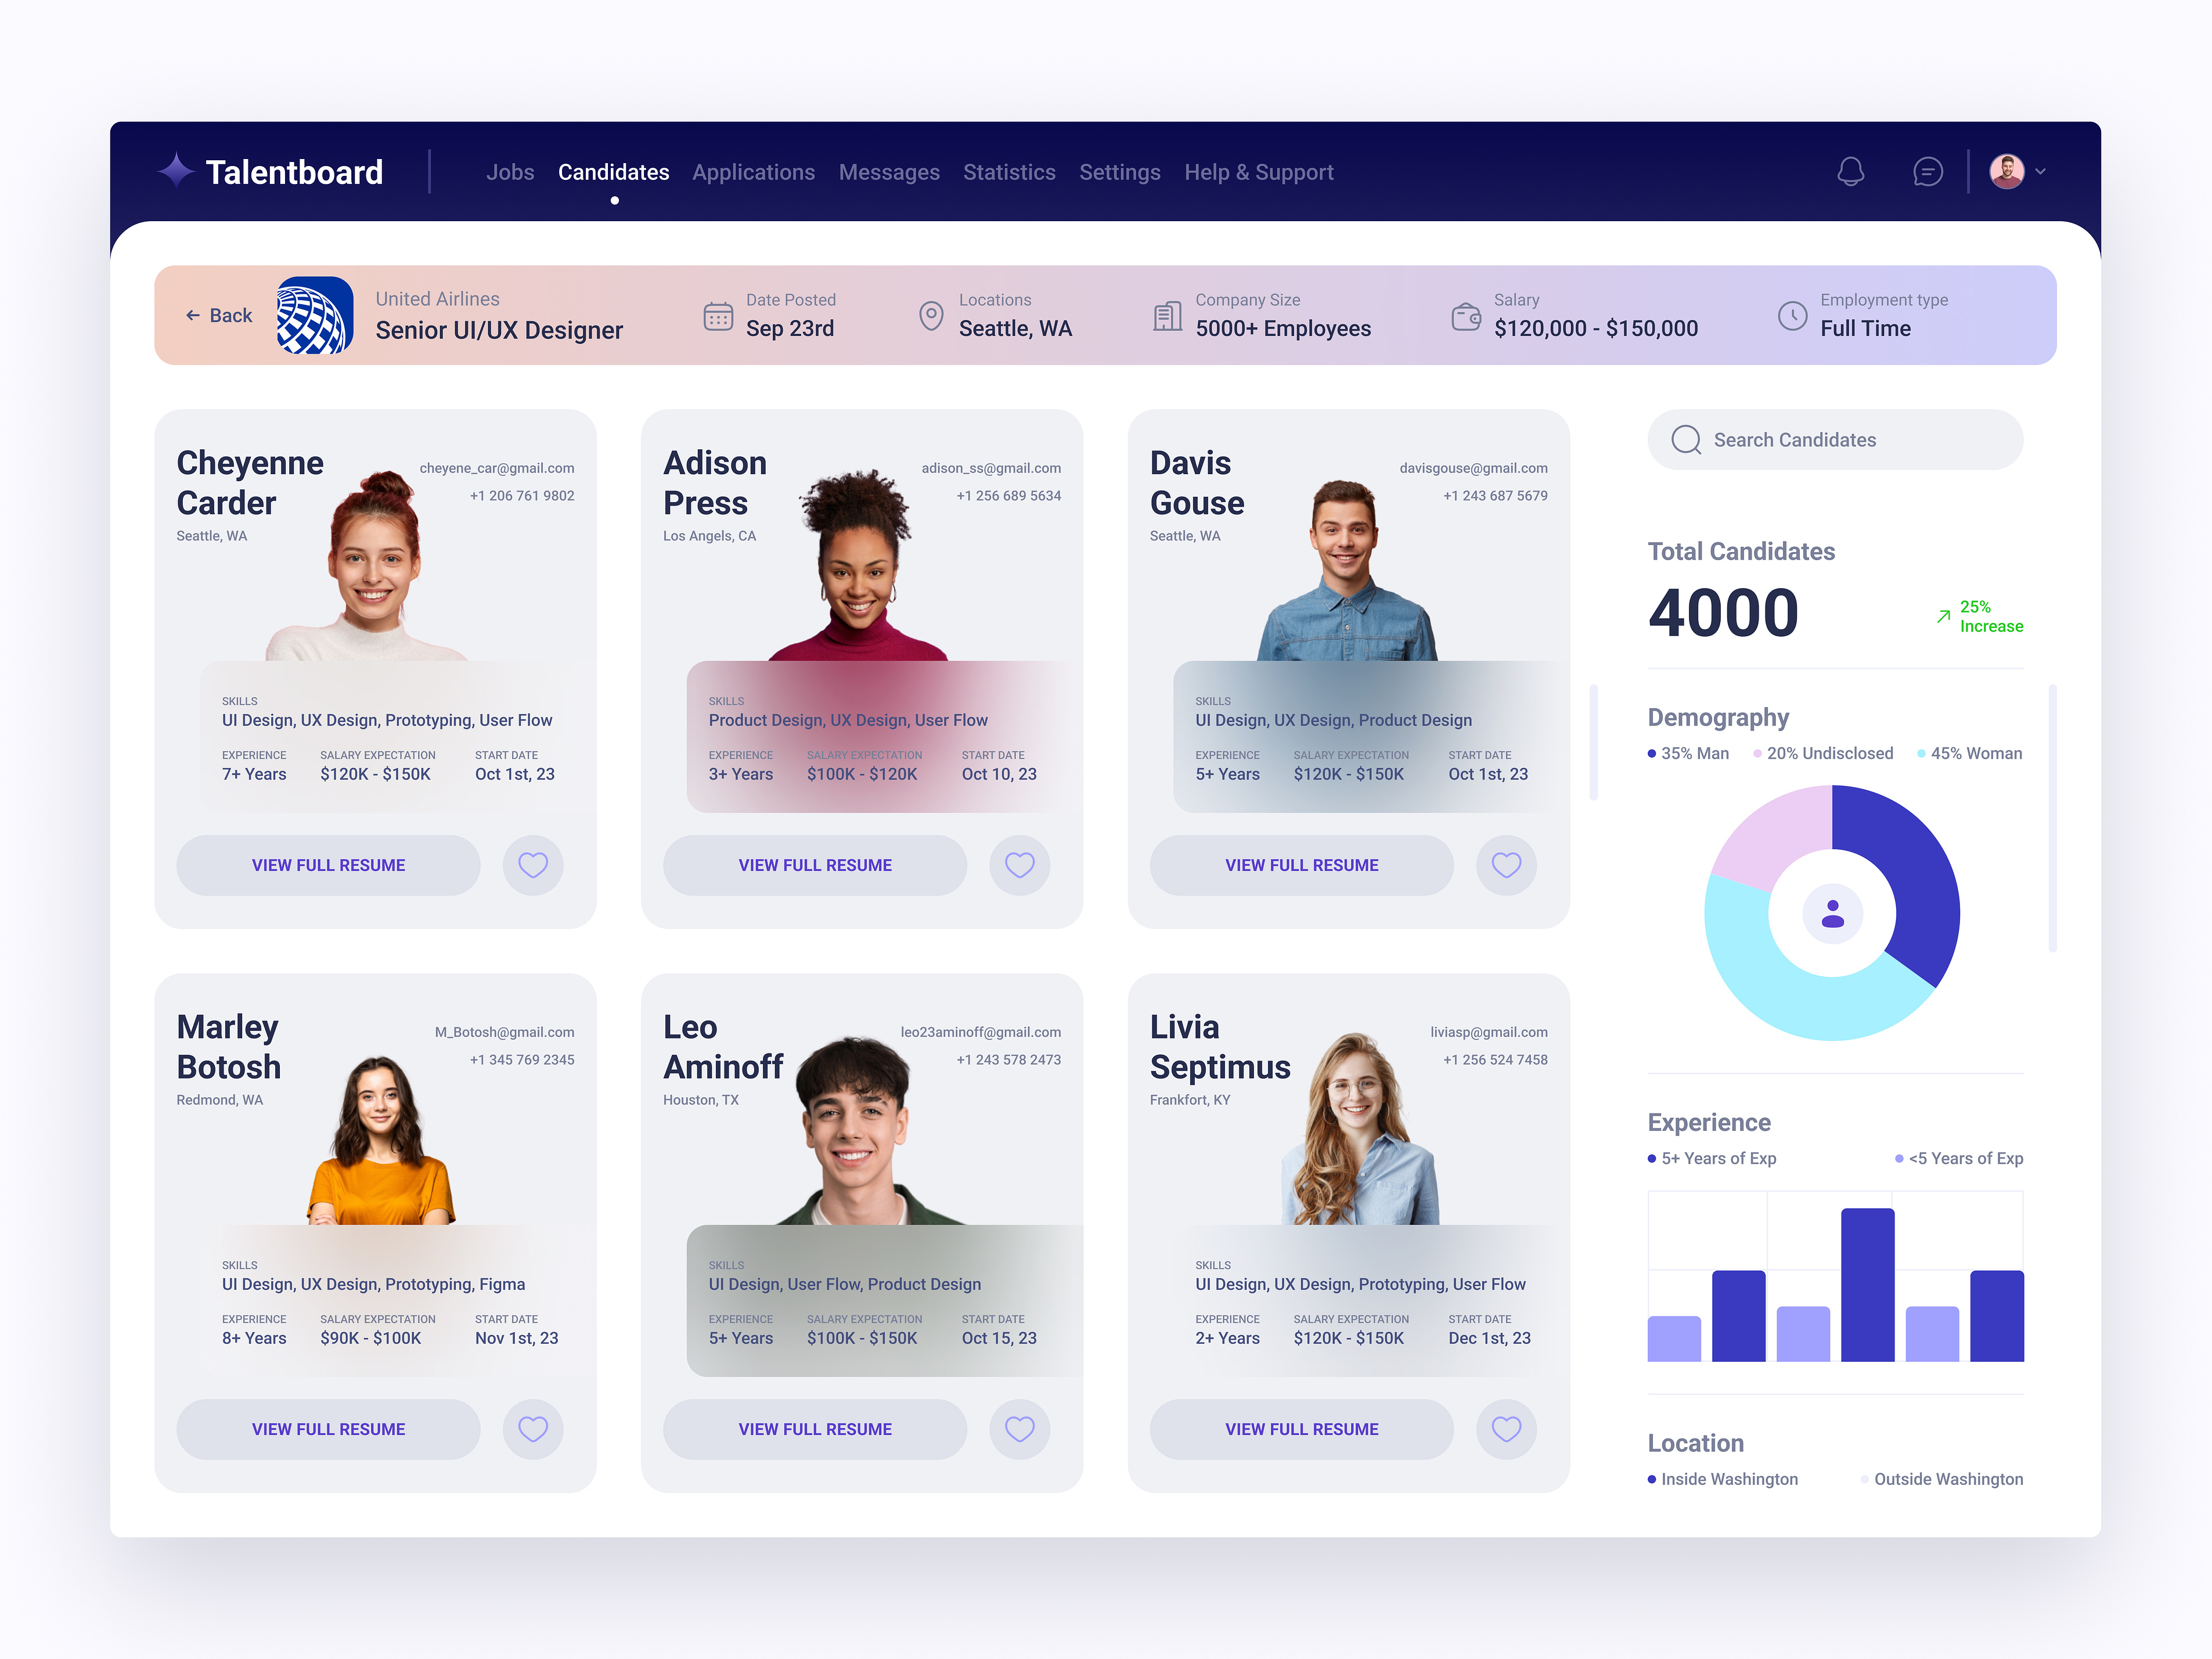 Talentboard
Jobs Candidates Applications Messages Statistics Settings Help & Support
Back
United Airlines
Senior UI/UX Designer
Date Posted
Sep 23rd
Locations
Seattle, WA
Company Size
5000+ Employees
Salary
$120,000 - $150,000
Employment type
Full Time
Cheyenne
Carder
Seattle, WA
cheyene_car@gmail.com
+1 206 761 9802
SKILLS
UI Design, UX Design, Prototyping, User Flow
EXPERIENCE SALARY EXPECTATION START DATE
7+ Years $120K - $150K Oct 1st, 23
VIEW FULL RESUME
Adison
Press
Los Angels, CA
adison_ss@gmail.com
+1 256 689 5634
SKILLS
Product Design, UX Design, User Flow
EXPERIENCE SALARY EXPECTATION START DATE
3+ Years $100K - $120K Oct 10, 23
VIEW FULL RESUME
Davis
Gouse
Seattle, WA
davisgouse@gmail.com
+1 243 687 5679
SKILLS
UI Design, UX Design, Product Design
EXPERIENCE SALARY EXPECTATION START DATE
5+ Years $120K - $150K Oct 1st, 23
VIEW FULL RESUME
Marley
Botosh
Redmond, WA
M_Botosh@gmail.com
+1 345 769 2345
SKILLS
UI Design, UX Design, Prototyping, Figma
EXPERIENCE SALARY EXPECTATION START DATE
8+ Years $90K - $100K Nov 1st, 23
VIEW FULL RESUME
Leo
Aminoff
Houston, TX
leo23aminoff@gmail.com
+1 243 578 2473
SKILLS
UI Design, User Flow, Product Design
EXPERIENCE SALARY EXPECTATION START DATE
5+ Years $100K - $150K Oct 15, 23
VIEW FULL RESUME
Livia
Septimus
Frankfort, KY
liviasp@gmail.com
+1 256 524 7458
SKILLS
UI Design, UX Design, Prototyping, User Flow
EXPERIENCE SALARY EXPECTATION START DATE
2+ Years $120K - $150K Dec 1st, 23
VIEW FULL RESUME
Search Candidates
Total Candidates
4000
25%
Increase
Demography
35% Man 20% Undisclosed 45% Woman
Experience
5+ Years of Exp <5 Years of Exp
Location
Inside Washington Outside Washington